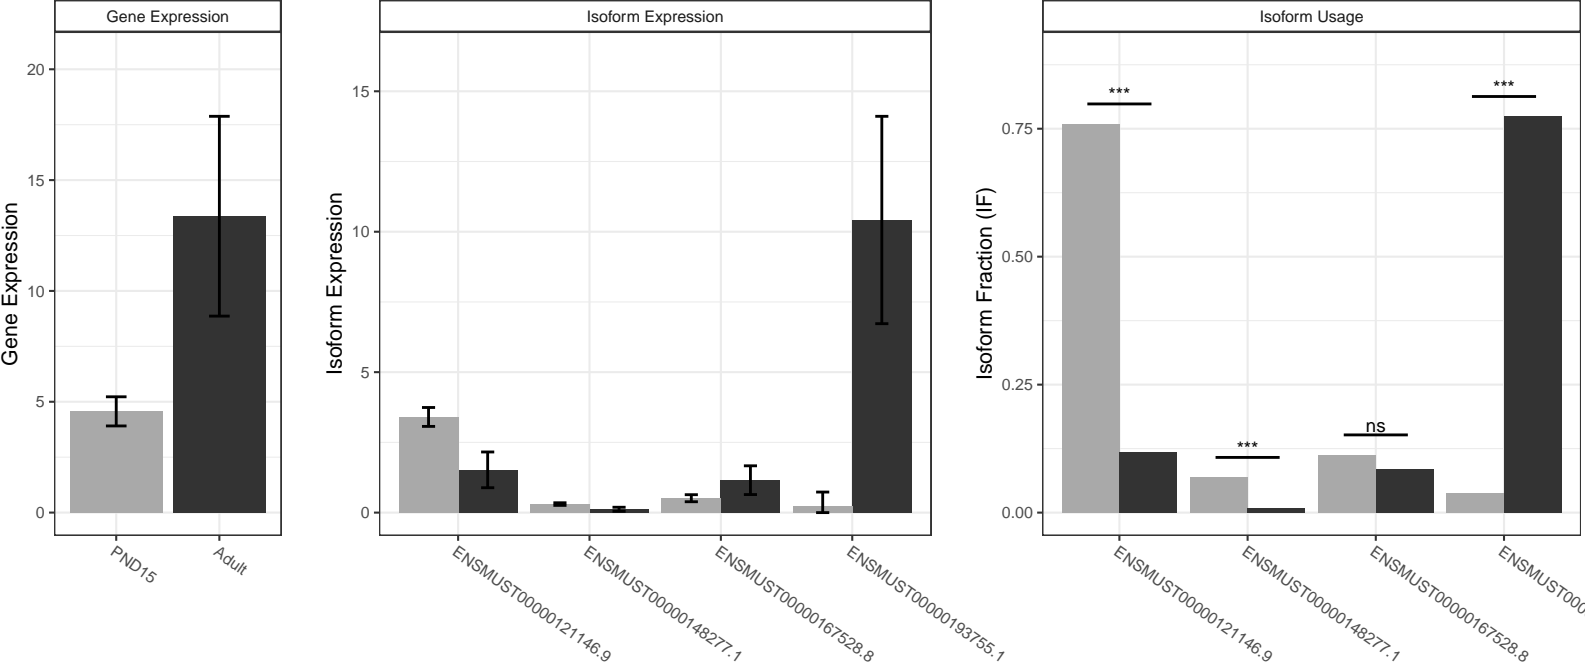 Gene Expression
Gene Expression
20
15
10
5
0
PND15
Adult
Isoform Expression
Isoform Expression
15
10
5
0
ENSMUST00000121146.9
ENSMUST00000148277.1
ENSMUST00000167528.8
ENSMUST00000193755.1
Isoform Usage
Isoform Fraction (IF)
0.75
0.50
0.25
0.00
***
***
ns
***
ENSMUST00000121146.9
ENSMUST00000148277.1
ENSMUST00000167528.8
ENSMUST000